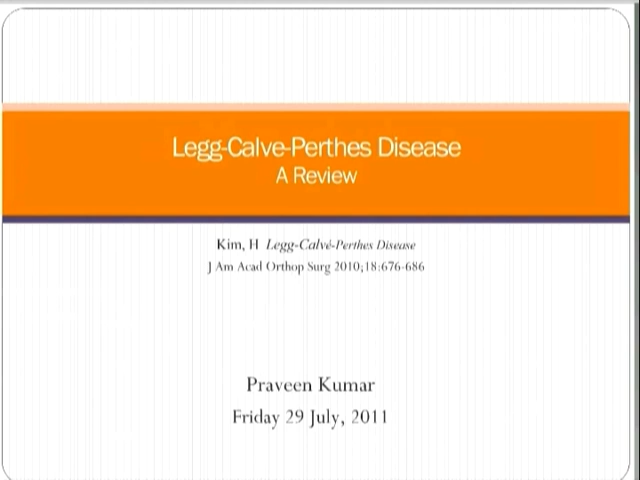 Legg-Calve-Perthes Disease
A Review
Kim, H Legg-Calvé-Perthes Disease
J Am Acad Orthop Surg 2010;18:676-686
Praveen Kumar
Friday 29 July, 2011